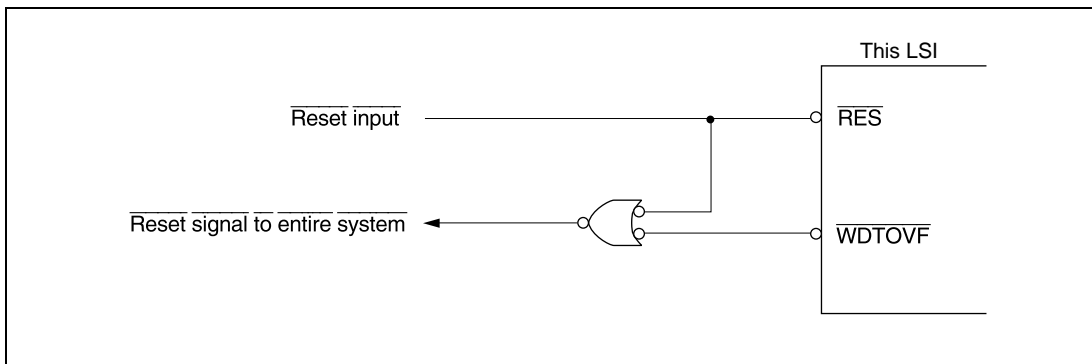 This LSI
Reset input
RES
Reset signal to entire system
WDTOVF